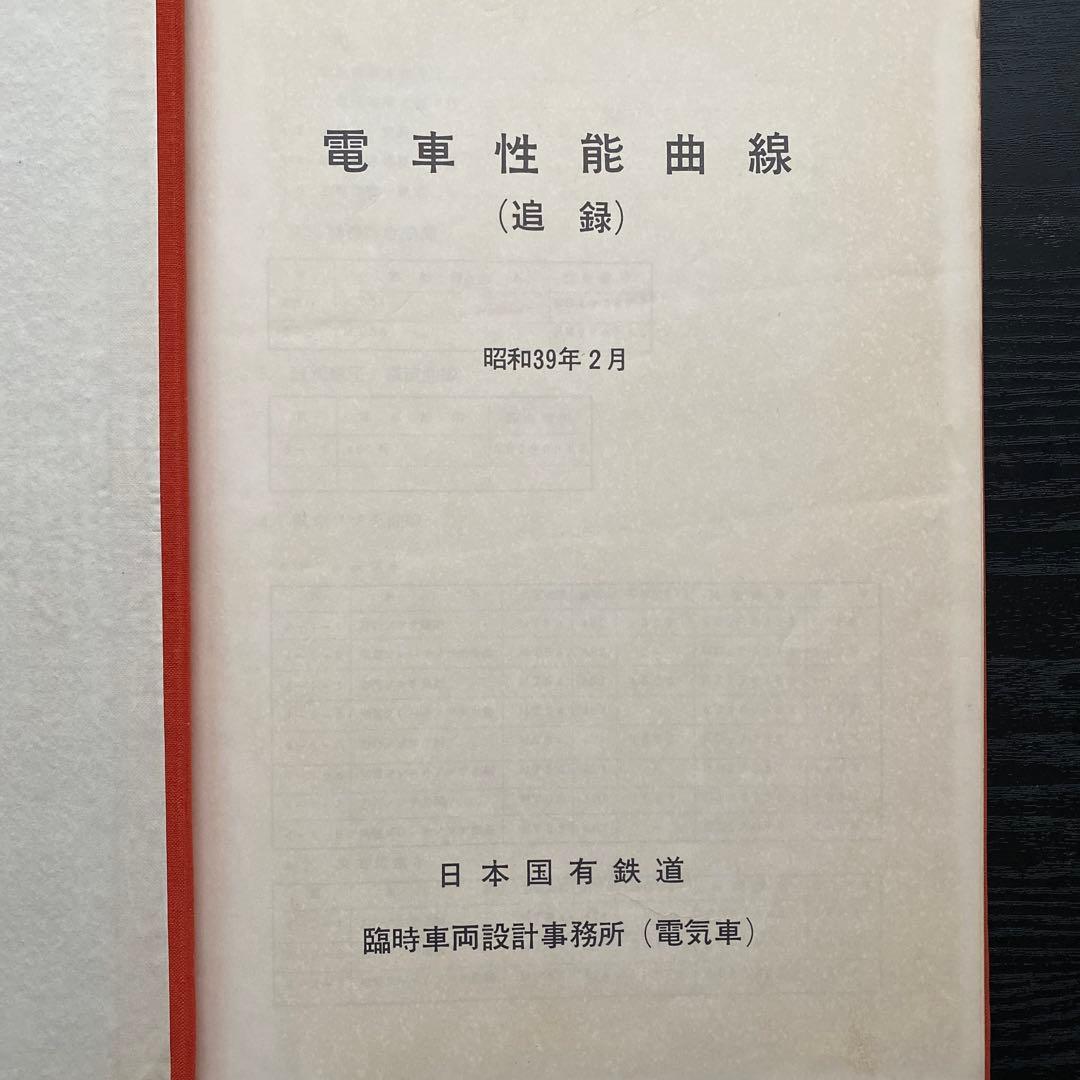 電車性能曲線
（追録）
昭和39年2月
日本国有鉄道
臨時車両設計事務所（電気車）